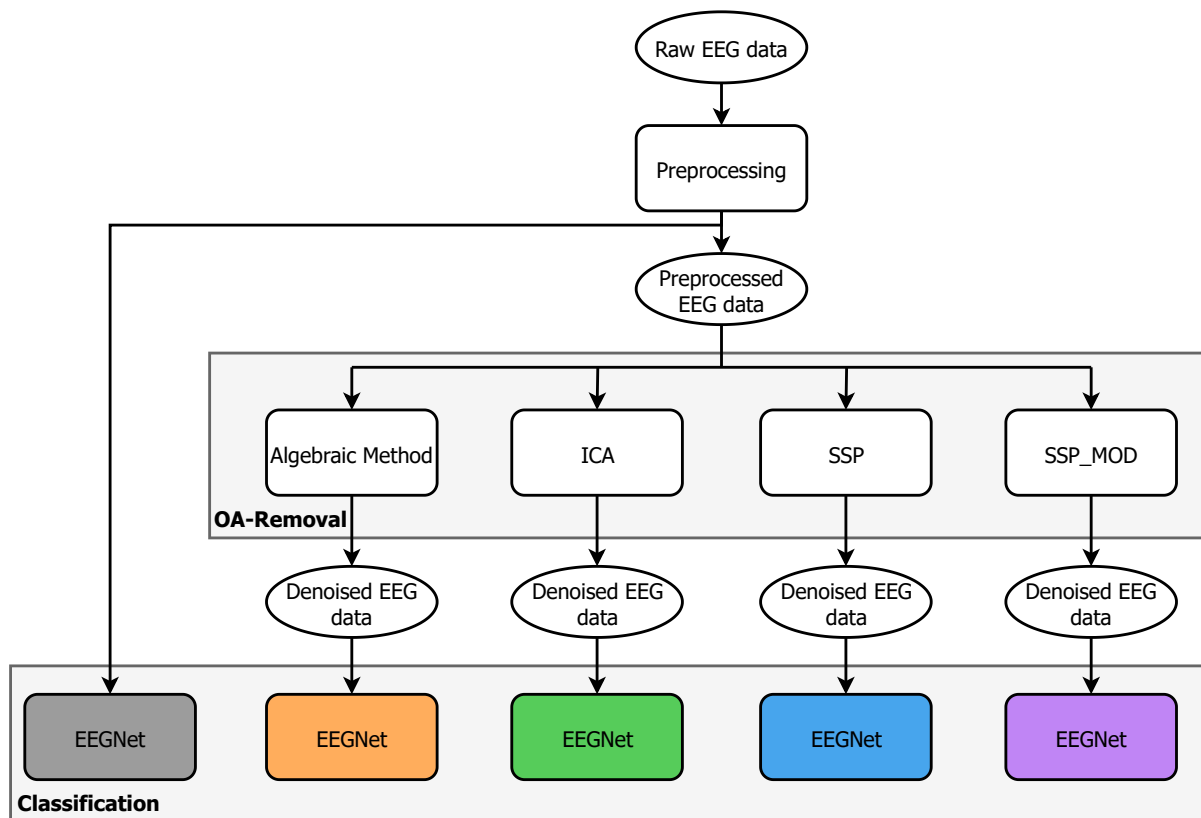 Raw EEG data
Preprocessing
Preprocessed
EEG data
Algebraic Method
ICA
SSP
SSP_MOD
OA-Removal
Denoised EEG
data
Denoised EEG
data
Denoised EEG
data
Denoised EEG
data
EEGNet
EEGNet
EEGNet
EEGNet
EEGNet
Classification